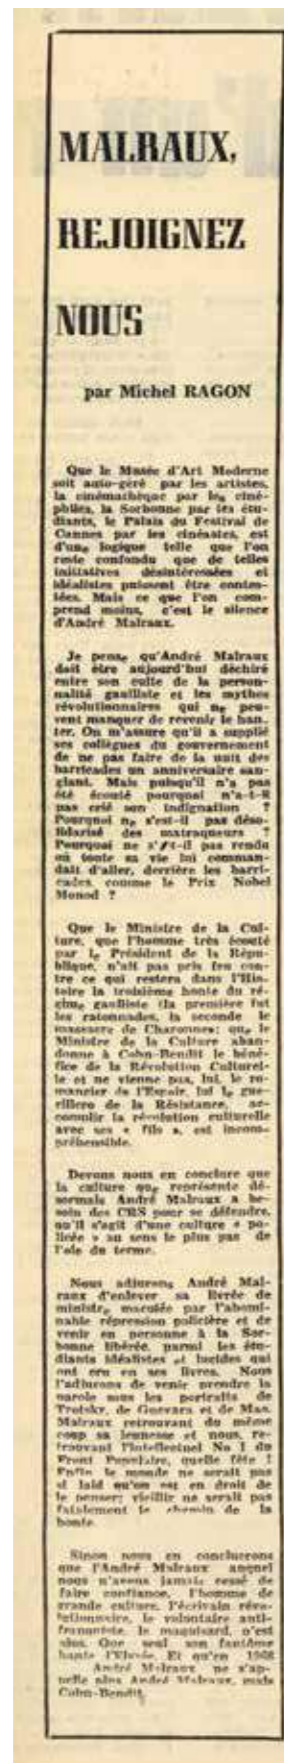 MALRAUX,
REJOIGNEZ
NOUS
par Michel RAGON
Que le Musée d'Art Moderne
soit auto-géré par les artistes,
la cinémathèque par les ciné-
philes, la Sorbonne par les étu-
diants, le Palais du Festival de
Cannes par les cinéastes, est
d'une logique telle que l'on
reste confondu que de telles
initiatives désintéressées et
idéalistes puissent être contes-
tées. Mais ce que l'on com-
prend moins, c'est le silence
d'André Malraux.
Je pense qu'André Malraux
doit être aujourd'hui déchiré
entre son culte de la person-
nalité gaulliste et les mythes
révolutionnaires qui ne peu-
vent manquer de revenir le han-
ter. On m'assure qu'il a supplié
ses collègues du gouvernement
de ne pas faire de la nuit des
barricades un anniversaire san-
glant. Mais puisqu'il n'a pas
été écouté pourquoi n'a-t-il
pas crié son indignation ?
Pourquoi ne s'est-il pas déso-
lidarisé des matraqueurs ?
Pourquoi ne s'est-il pas rendu
où toute sa vie lui comman-
dait d'aller, derrière les barri-
cades, comme le Prix Nobel
Monod ?
Que le Ministre de la Cul-
ture, que l'homme très écouté
par le Président de la Répu-
blique, n'ait pas pris feu con-
tre ce qui restera dans l'His-
toire la troisième honte du ré-
gime gaulliste (la première fut
les ratonnades, la seconde le
massacre de Charonne); que le
Ministre de la Culture aban-
donne à Cohn-Bendit le béné-
fice de la Révolution Culturel-
le et ne vienne pas, lui, le ro-
mancier de l'Espoir, lui le gue-
rillero de la Résistance, ac-
complir la révolution culturelle
avec ses « fils », est incom-
préhensible.
Devons nous en conclure que
la culture que représente dé-
sormais André Malraux a be-
soin des CRS pour se défendre,
qu'il s'agit d'une culture « po-
licée » au sens le plus pas de
l'ole du terme.
Nous adjurons André Mal-
raux d'enlever sa livrée de
ministre maculée par l'abomi-
nable répression policière et de
venir en personne à la Sor-
bonne libérée, parmi les étu-
diants idéalistes et lucides qui
ont cru en ses livres. Nous
l'adjurons de venir prendre la
parole sous les portraits de
Trotsky, de Guevara et de Mao.
Malraux retrouvant du même
coup sa jeunesse et nous, re-
trouvant l'Intellectuel No 1 du
Front Populaire, quelle fête !
Enfin le monde ne serait pas
si laid qu'on est en droit de
le penser; vieillir ne serait pas
fatalement le chemin de la
honte.
Sinon nous en conclurons
que l'André Malraux auquel
nous n'avons jamais cessé de
faire confiance, l'homme de
grande culture, l'écrivain révo-
lutionnaire, le volontaire anti-
franquiste, le maquisard, n'est
plus. Que seul son fantôme
hante l'Elysée. Et qu'en 1968
André Malraux ne s'ap-
pelle plus André Malraux, mais
Cohn-Bendit.